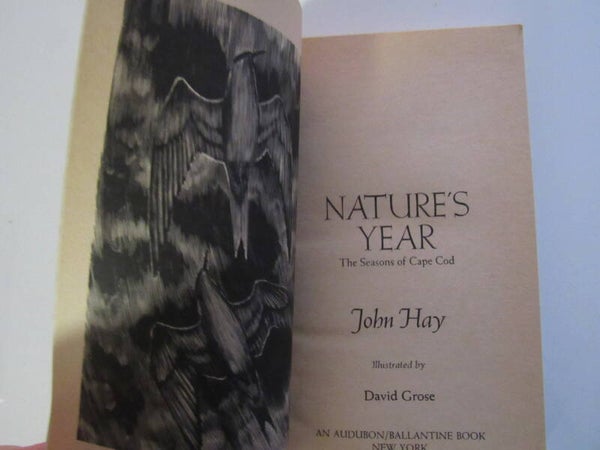 NATURE'S
YEAR
The Seasons of Cape Cod
John Hay
Illustrated by
David Grose
AN AUDUBON/BALLANTINE BOOK
NEW YORK